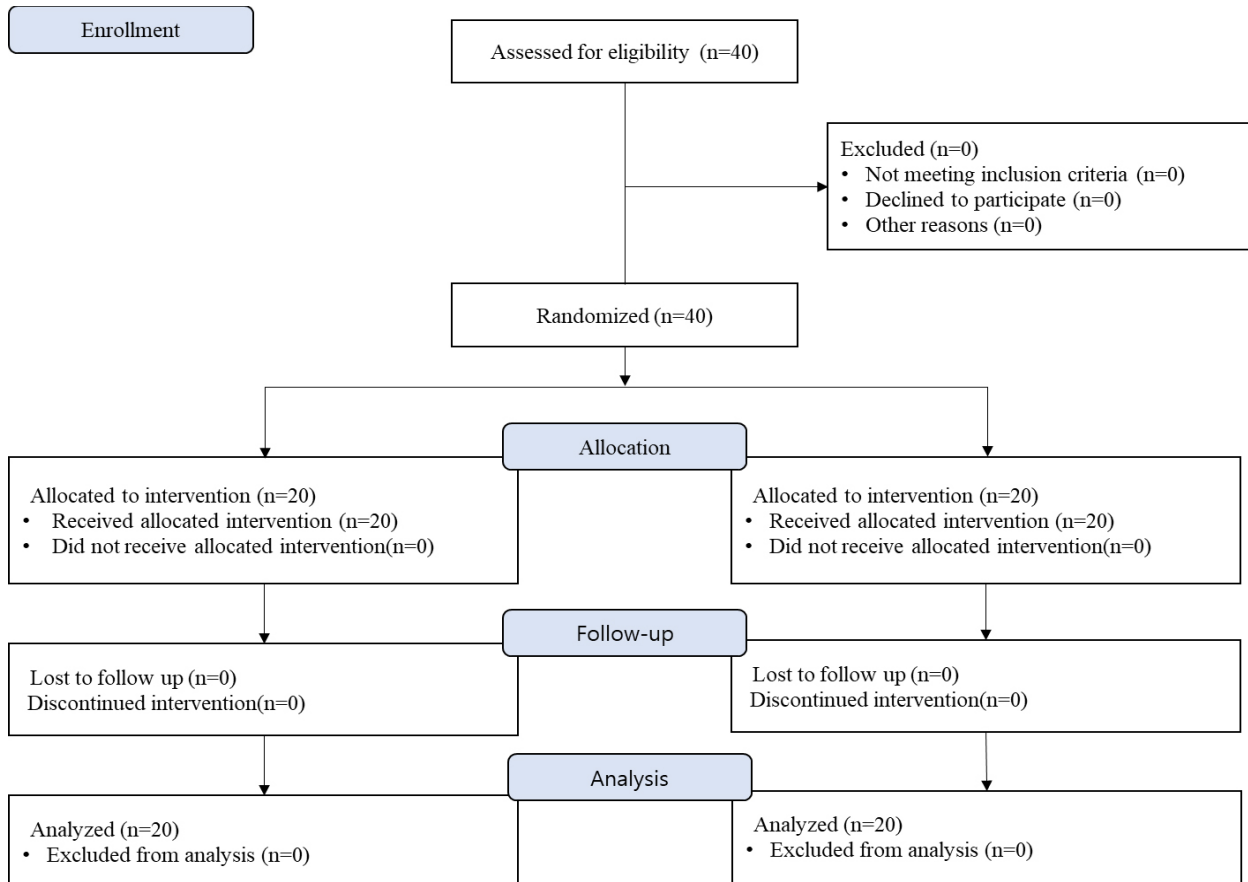 Enrollment
Assessed for eligibility (n=40)
Excluded (n=0)
• Not meeting inclusion criteria (n=0)
• Declined to participate (n=0)
• Other reasons (n=0)
Randomized (n=40)
Allocation
Allocated to intervention (n=20)
• Received allocated intervention (n=20)
• Did not receive allocated intervention(n=0)
Allocated to intervention (n=20)
• Received allocated intervention (n=20)
• Did not receive allocated intervention(n=0)
Follow-up
Lost to follow up (n=0)
Discontinued intervention(n=0)
Lost to follow up (n=0)
Discontinued intervention(n=0)
Analysis
Analyzed (n=20)
• Excluded from analysis (n=0)
Analyzed (n=20)
• Excluded from analysis (n=0)